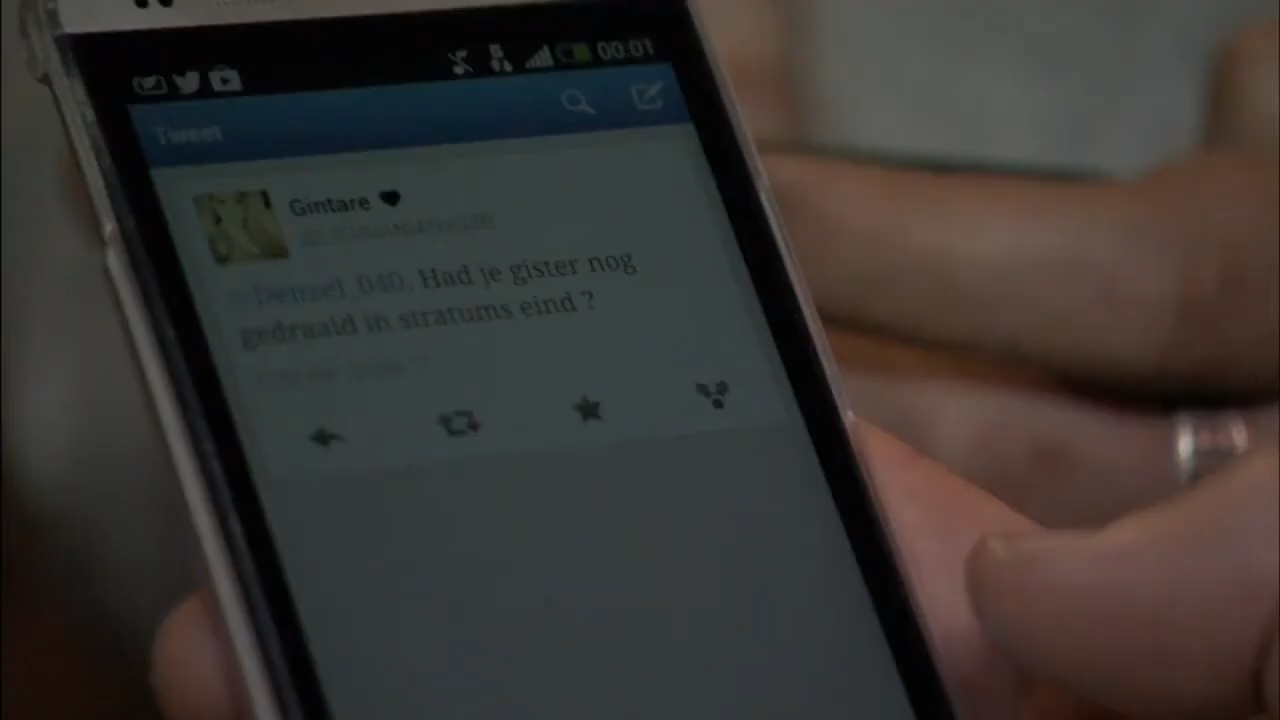 00:01
Tweet
Gintare ♥
@Denzel_040. Had je gister nog
gedraaid in stratums eind ?